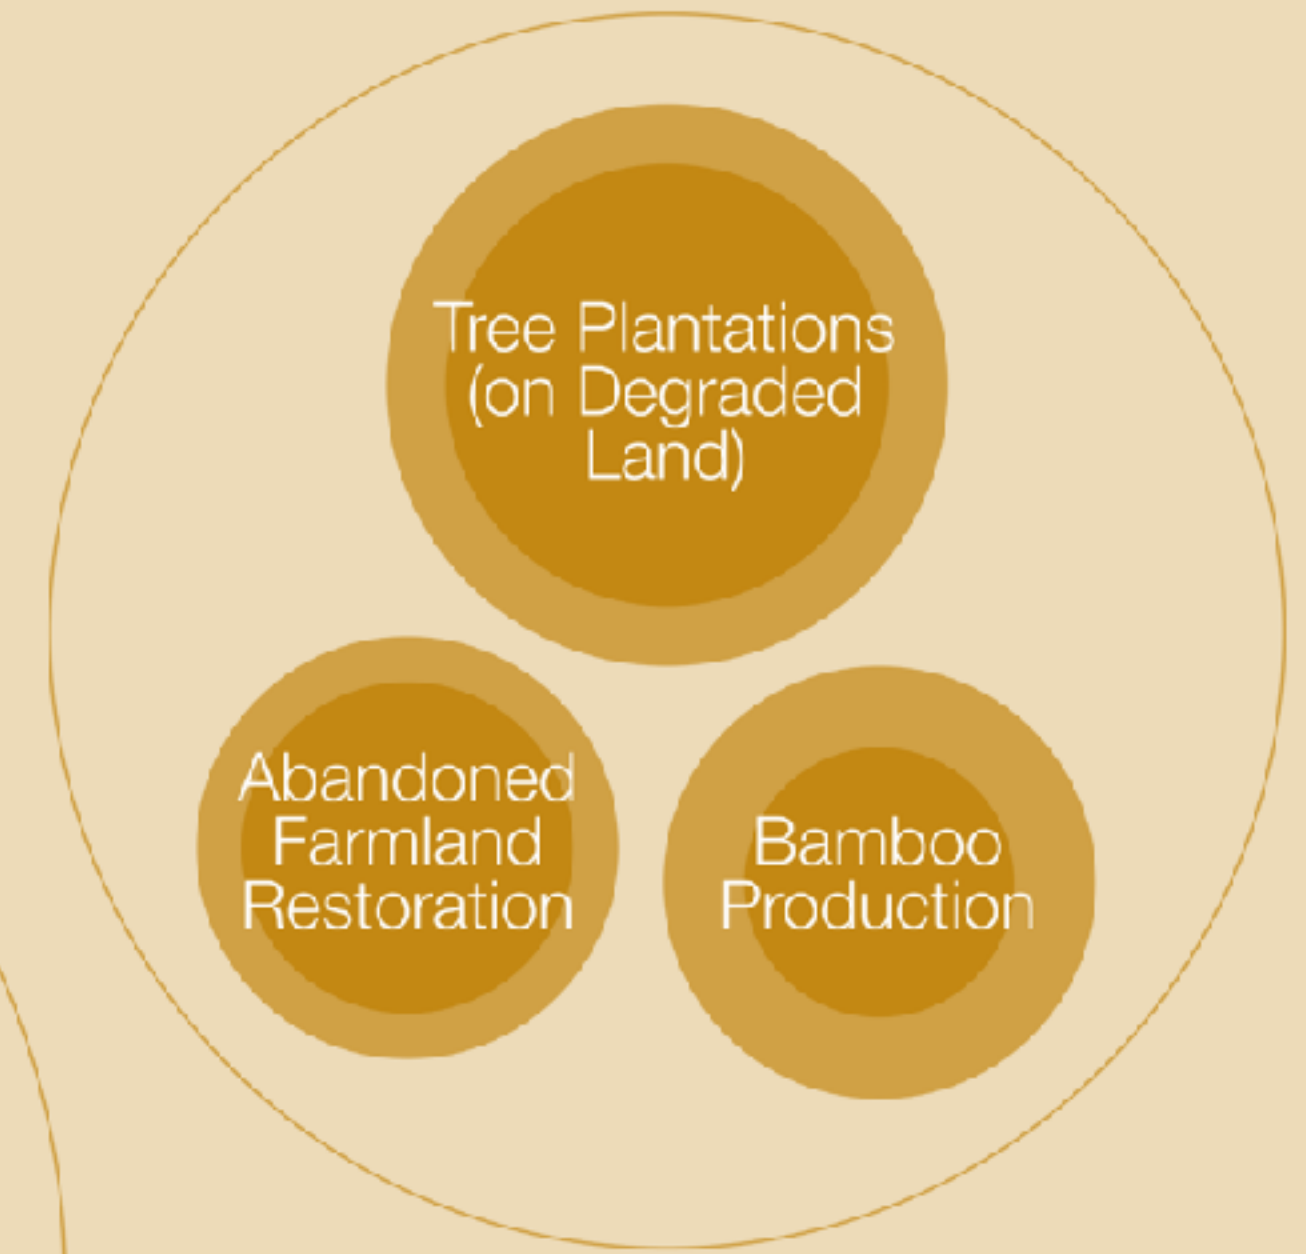 Tree Plantations
(on Degraded
Land)
Abandoned
Farmland
Restoration
Bamboo
Production